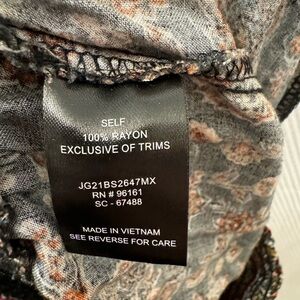 SELF
100% RAYON
EXCLUSIVE OF TRIMS
JG21BS2647MX
RN # 96161
SC - 67488
MADE IN VIETNAM
SEE REVERSE FOR CARE